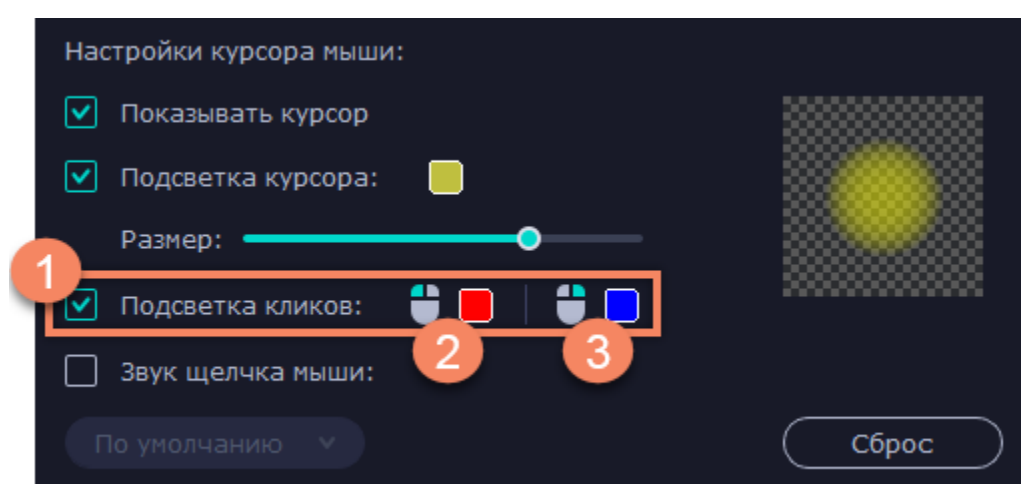 Настройки курсора мыши:
Показывать курсор
Подсветка курсора:
Размер:
1
Подсветка кликов:
2 3
Звук щелчка мыши:
По умолчанию Сброс